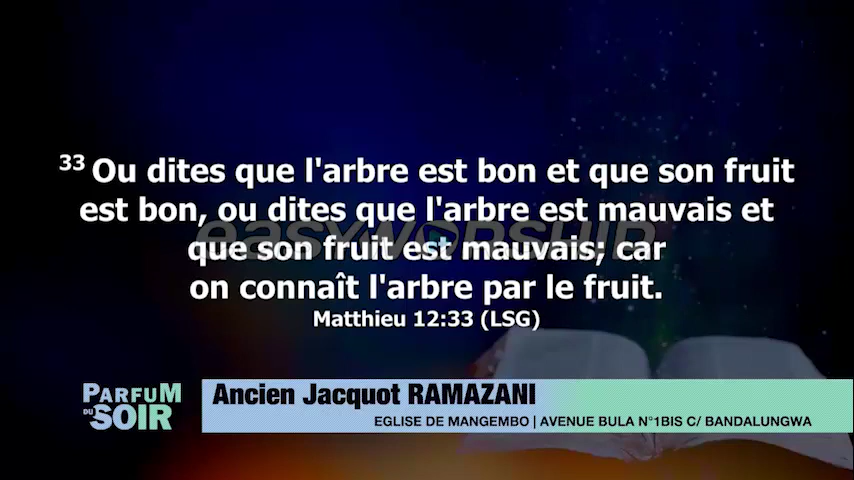 33 Ou dites que l'arbre est bon et que son fruit
est bon, ou dites que l'arbre est mauvais et
que son fruit est mauvais; car
on connaît l'arbre par le fruit.
Matthieu 12:33 (LSG)
easyworship
PARFUM
DU
SOIR
Ancien Jacquot RAMAZANI
EGLISE DE MANGEMBO | AVENUE BULA N°1BIS C/ BANDALUNGWA